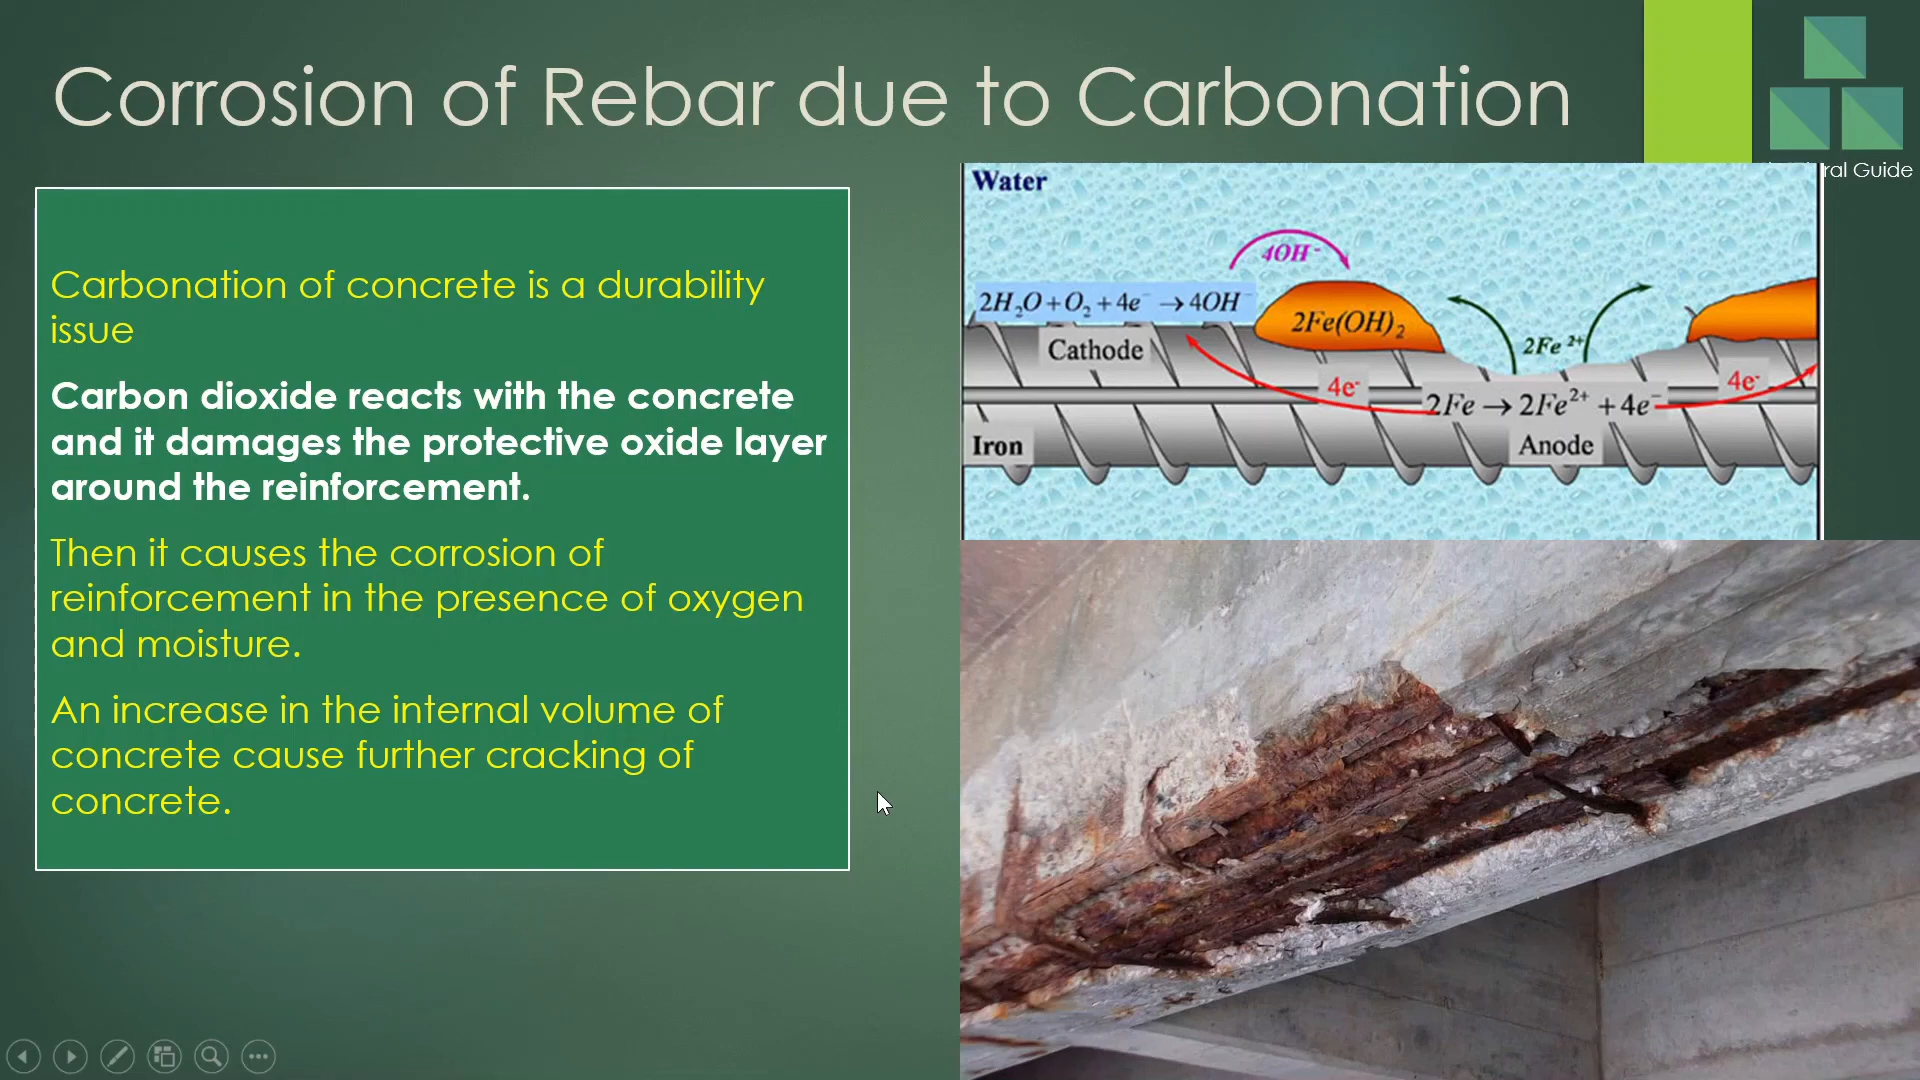 Corrosion of Rebar due to Carbonation
ral Guide
Carbonation of concrete is a durability
issue
Carbon dioxide reacts with the concrete
and it damages the protective oxide layer
around the reinforcement.
Then it causes the corrosion of
reinforcement in the presence of oxygen
and moisture.
An increase in the internal volume of
concrete cause further cracking of
concrete.
Water
4OH⁻
2H₂O + O₂ + 4e⁻ → 4OH⁻
2Fe(OH)₂
2Fe²⁺
Cathode
4e⁻
4e⁻
2Fe → 2Fe²⁺ + 4e⁻
Iron
Anode